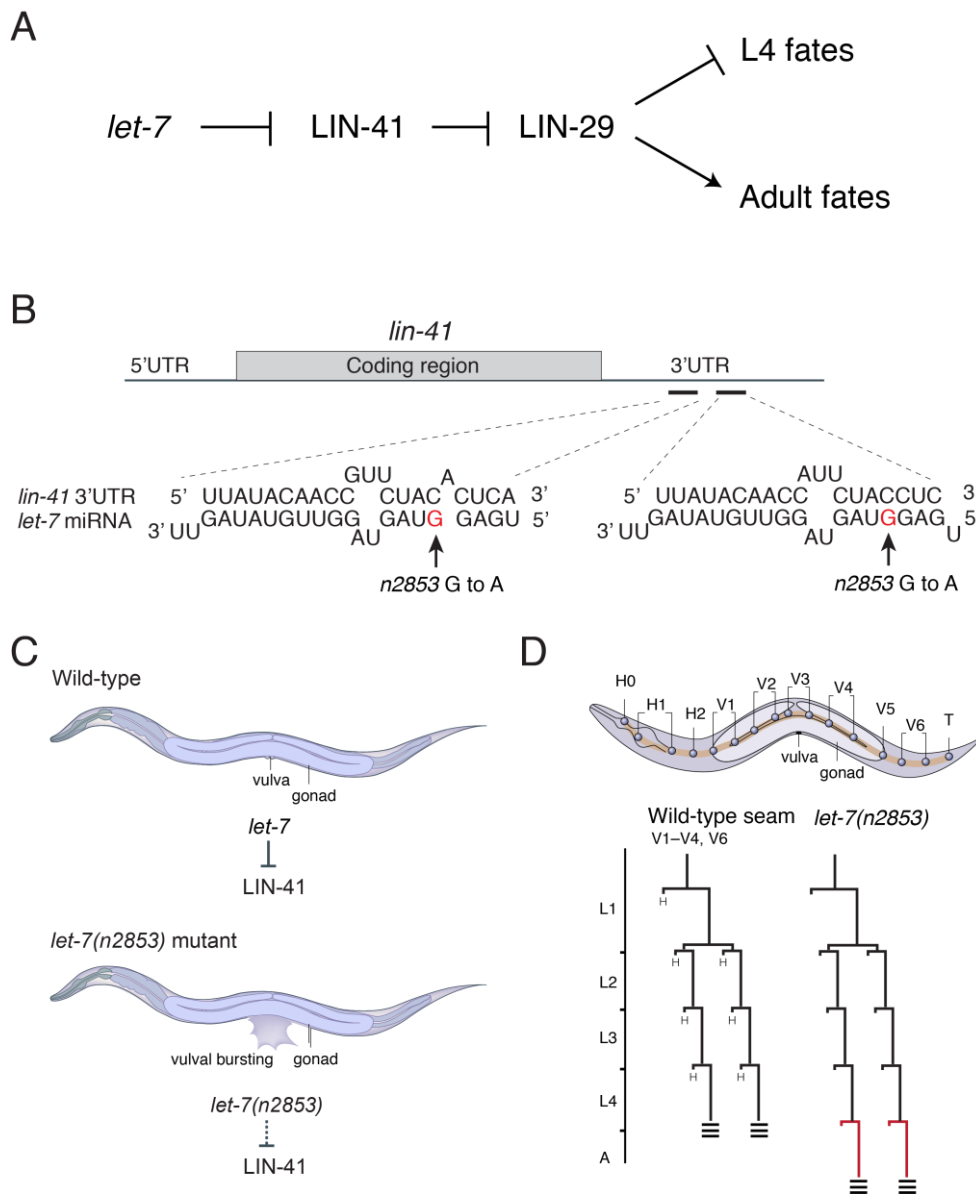 A
let-7
LIN-41
LIN-29
L4 fates
Adult fates
B
lin-41
5'UTR
Coding region
3'UTR
GUU
A
lin-41 3'UTR
5'
UUAUACAACC
CUAC
CUCA
3'
let-7 miRNA
3'UU
GAUAUGUUGG
GAUG
GAGU
5'
AU
n2853 G to A
AUU
5'
UUAUACAACC
CUACCUC
3
3'UU
GAUAUGUUGG
GAUGGAG
5
AU
U
n2853 G to A
C
Wild-type
vulva
gonad
let-7
LIN-41
let-7(n2853) mutant
vulval bursting
gonad
let-7(n2853)
LIN-41
D
H0
H1
H2
V1
V2
V3
V4
V5
V6
T
vulva
gonad
Wild-type seam
V1–V4, V6
let-7(n2853)
L1
L2
L3
L4
A
H
H
H
H
H
H
H